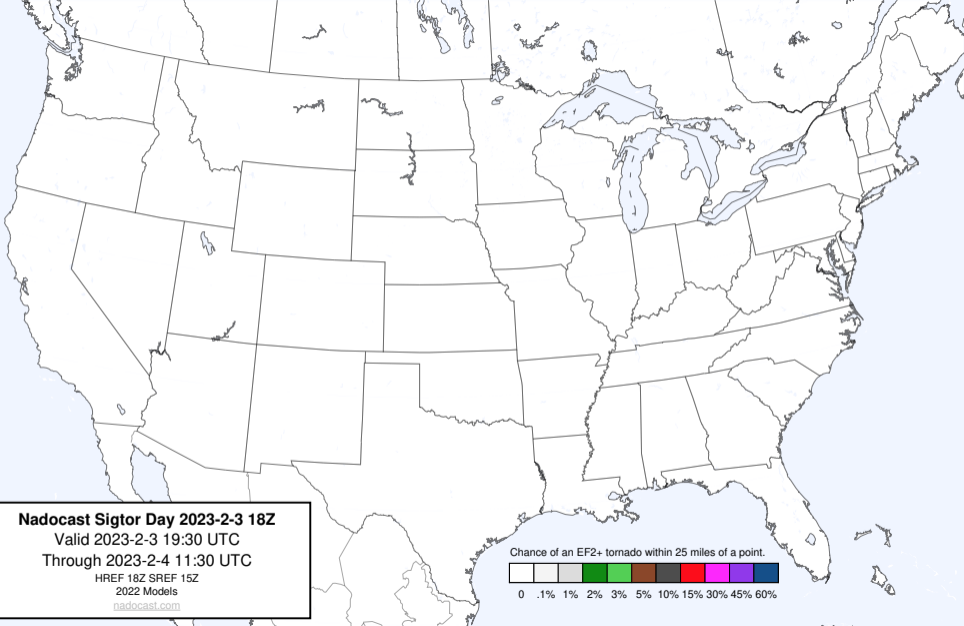 Nadocast Sigtor Day 2023-2-3 18Z
Valid 2023-2-3 19:30 UTC
Through 2023-2-4 11:30 UTC
HREF 18Z SREF 15Z
2022 Models
nadocast.com
Chance of an EF2+ tornado within 25 miles of a point.
0 .1% 1% 2% 3% 5% 10% 15% 30% 45% 60%